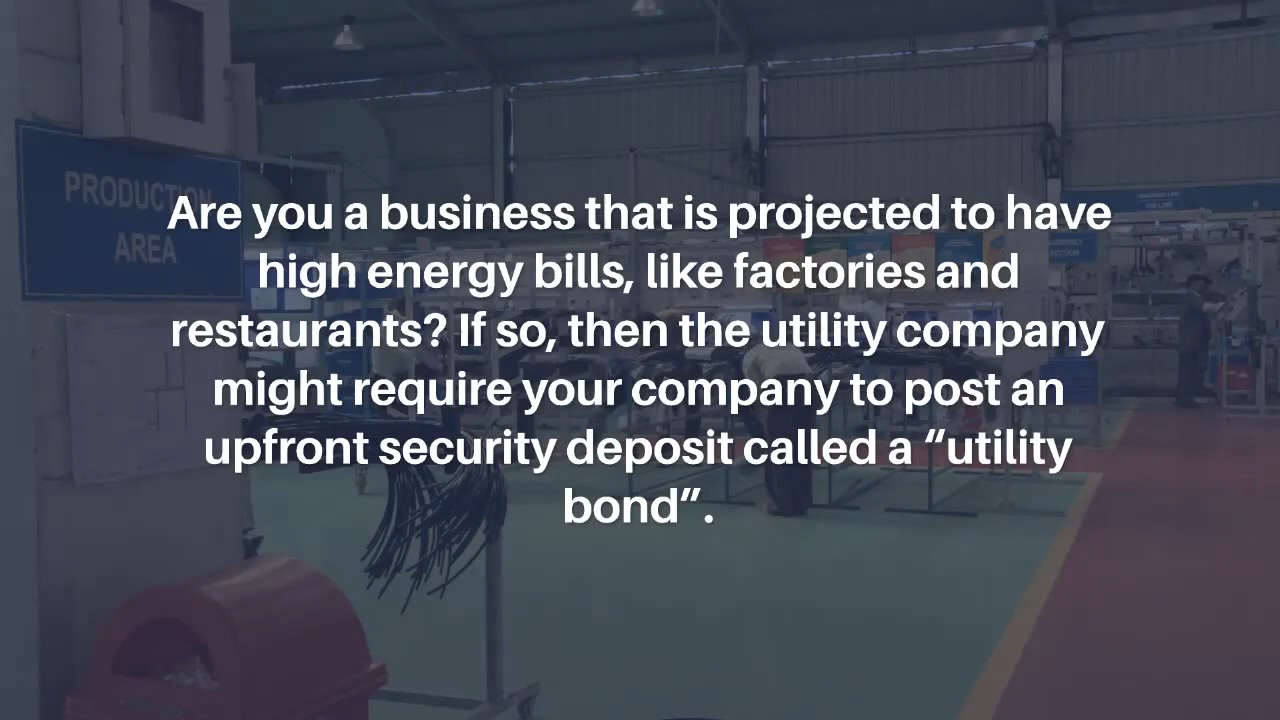 PRODUCTION
AREA
Are you a business that is projected to have
high energy bills, like factories and
restaurants? If so, then the utility company
might require your company to post an
upfront security deposit called a “utility
bond”.